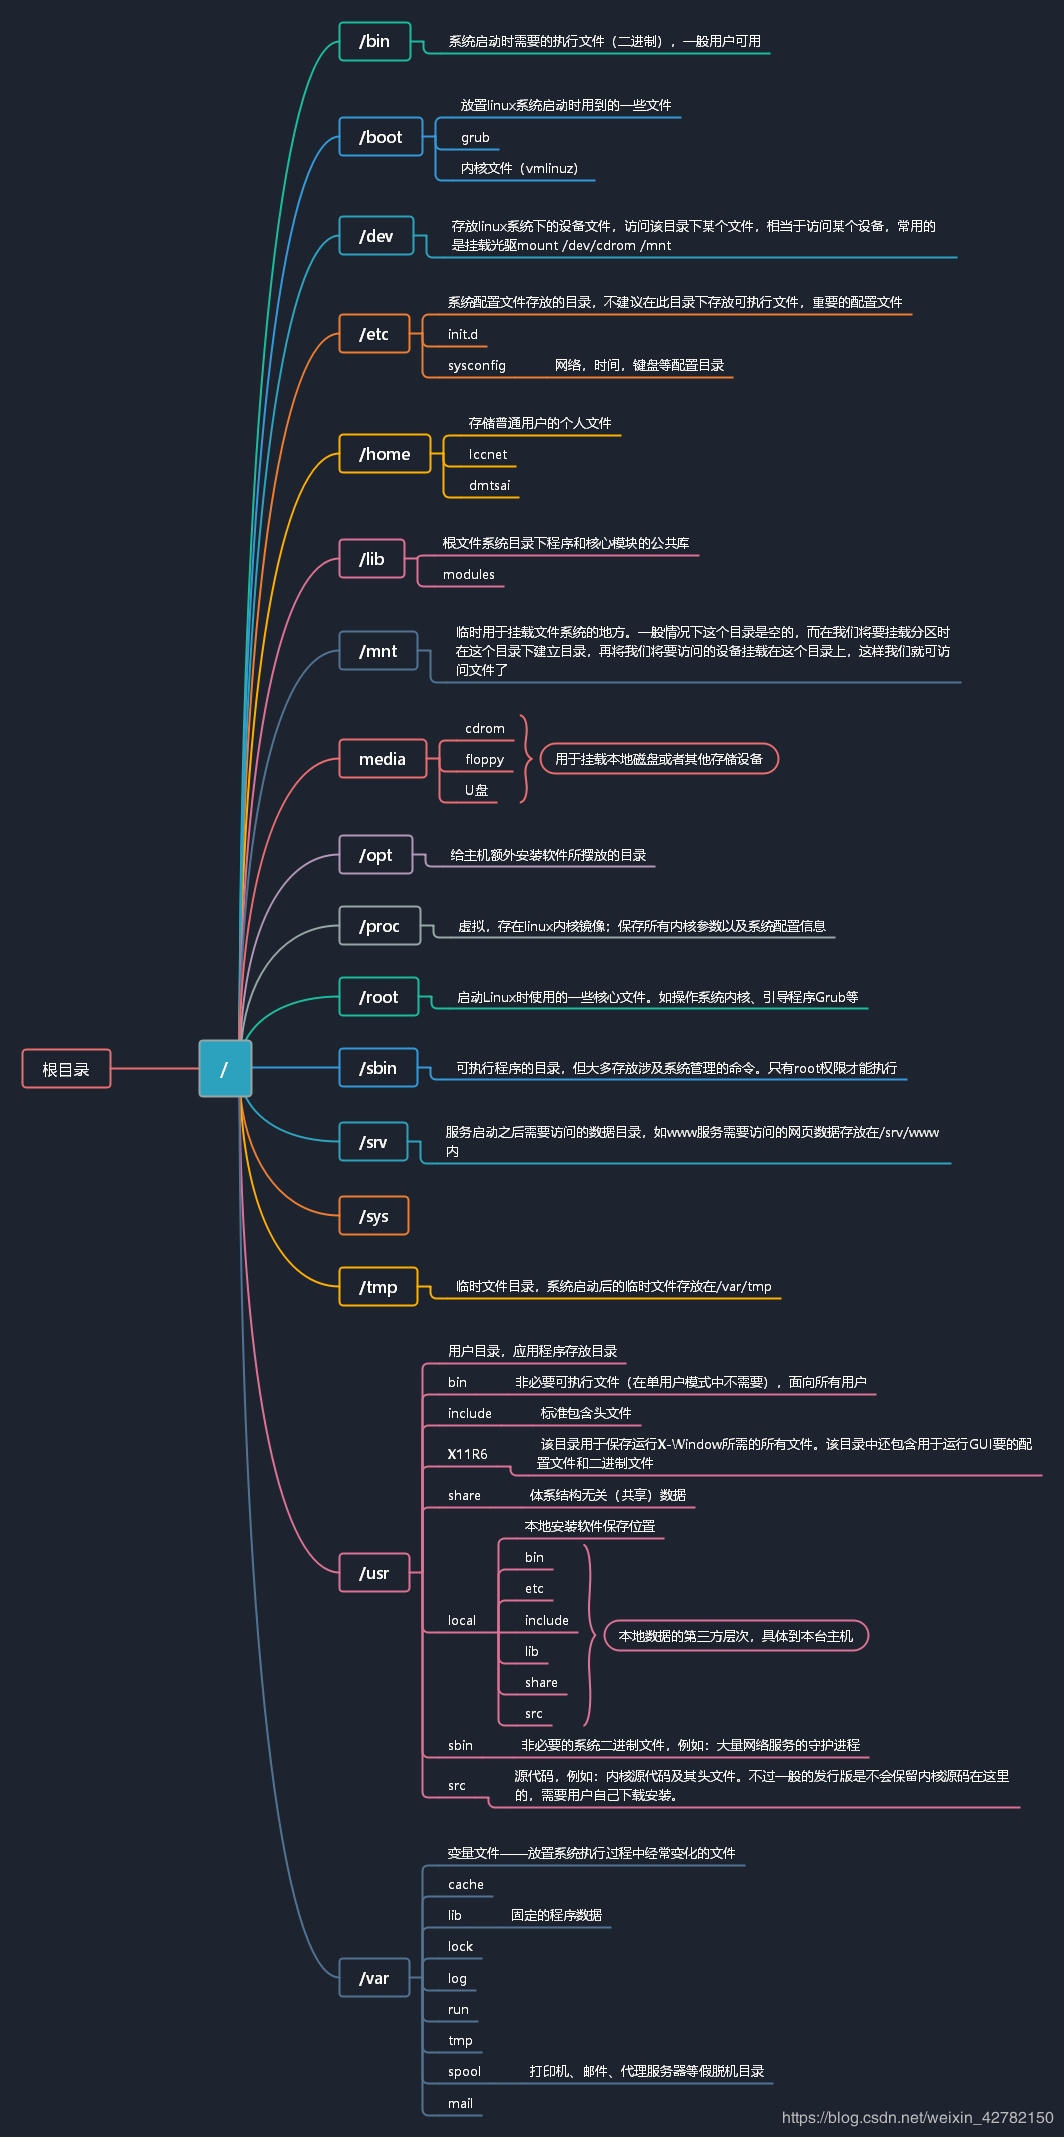 /bin
系统启动时需要的执行文件（二进制），一般用户可用
/boot
放置linux系统启动时用到的一些文件
grub
内核文件（vmlinuz)
/dev
存放linux系统下的设备文件，访问该目录下某个文件，相当于访问某个设备，常用的
是挂载光驱mount /dev/cdrom /mnt
/etc
系统配置文件存放的目录，不建议在此目录下存放可执行文件，重要的配置文件
init.d
sysconfig 网络，时间，键盘等配置目录
/home
存储普通用户的个人文件
lccnet
dmtsai
/lib
根文件系统目录下程序和核心模块的公共库
modules
/mnt
临时用于挂载文件系统的地方。一般情况下这个目录是空的，而在我们将要挂载分区时
在这个目录下建立目录，再将我们将要访问的设备挂载在这个目录上，这样我们就可访
问文件了
media
cdrom
floppy
U盘
用于挂载本地磁盘或者其他存储设备
/opt
给主机额外安装软件所摆放的目录
/proc
虚拟，存在linux内核镜像；保存所有内核参数以及系统配置信息
/root
启动Linux时使用的一些核心文件。如操作系统内核、引导程序Grub等
根目录
/
/sbin
可执行程序的目录，但大多存放涉及系统管理的命令。只有root权限才能执行
/srv
服务启动之后需要访问的数据目录，如www服务需要访问的网页数据存放在/srv/www
内
/sys
/tmp
临时文件目录，系统启动后的临时文件存放在/var/tmp
/usr
用户目录，应用程序存放目录
bin 非必要可执行文件（在单用户模式中不需要），面向所有用户
include 标准包含头文件
X11R6
该目录用于保存运行X-Window所需的所有文件。该目录中还包含用于运行GUI要的配
置文件和二进制文件
share 体系结构无关（共享）数据
local
本地安装软件保存位置
bin
etc
include
lib
share
src
本地数据的第三方层次，具体到本台主机
sbin 非必要的系统二进制文件，例如：大量网络服务的守护进程
src
源代码，例如：内核源代码及其头文件。不过一般的发行版是不会保留内核源码在这里
的，需要用户自己下载安装。
/var
变量文件——放置系统执行过程中经常变化的文件
cache
lib 固定的程序数据
lock
log
run
tmp
spool 打印机、邮件、代理服务器等假脱机目录
mail
https://blog.csdn.net/weixin_42782150